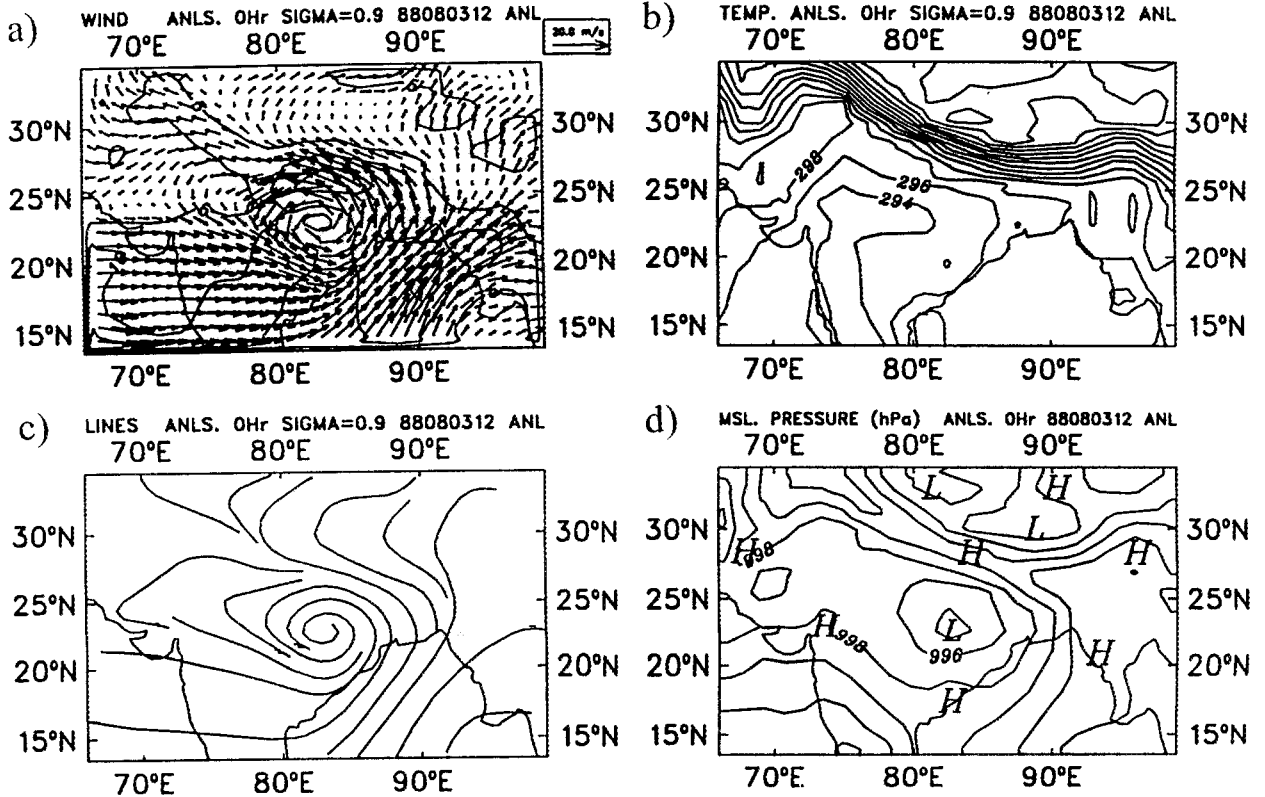 a)
WIND ANLS. 0Hr SIGMA=0.9 88080312 ANL
70°E 80°E 90°E
20.0 m/s
30°N 30°N
25°N 25°N
20°N 20°N
15°N 15°N
70°E 80°E 90°E
b)
TEMP. ANLS. 0Hr SIGMA=0.9 88080312 ANL
70°E 80°E 90°E
30°N 30°N
298
296
25°N 25°N
294
20°N 20°N
15°N 15°N
70°E 80°E 90°E
c)
LINES ANLS. 0Hr SIGMA=0.9 88080312 ANL
70°E 80°E 90°E
30°N 30°N
25°N 25°N
20°N 20°N
15°N 15°N
70°E 80°E 90°E
d)
MSL. PRESSURE (hPa) ANLS. 0Hr 88080312 ANL
70°E 80°E 90°E
L H
30°N L 30°N
H 998 H H
25°N 25°N
H 998 L
996 H
20°N 20°N
H
15°N 15°N
70°E 80°E 90°E